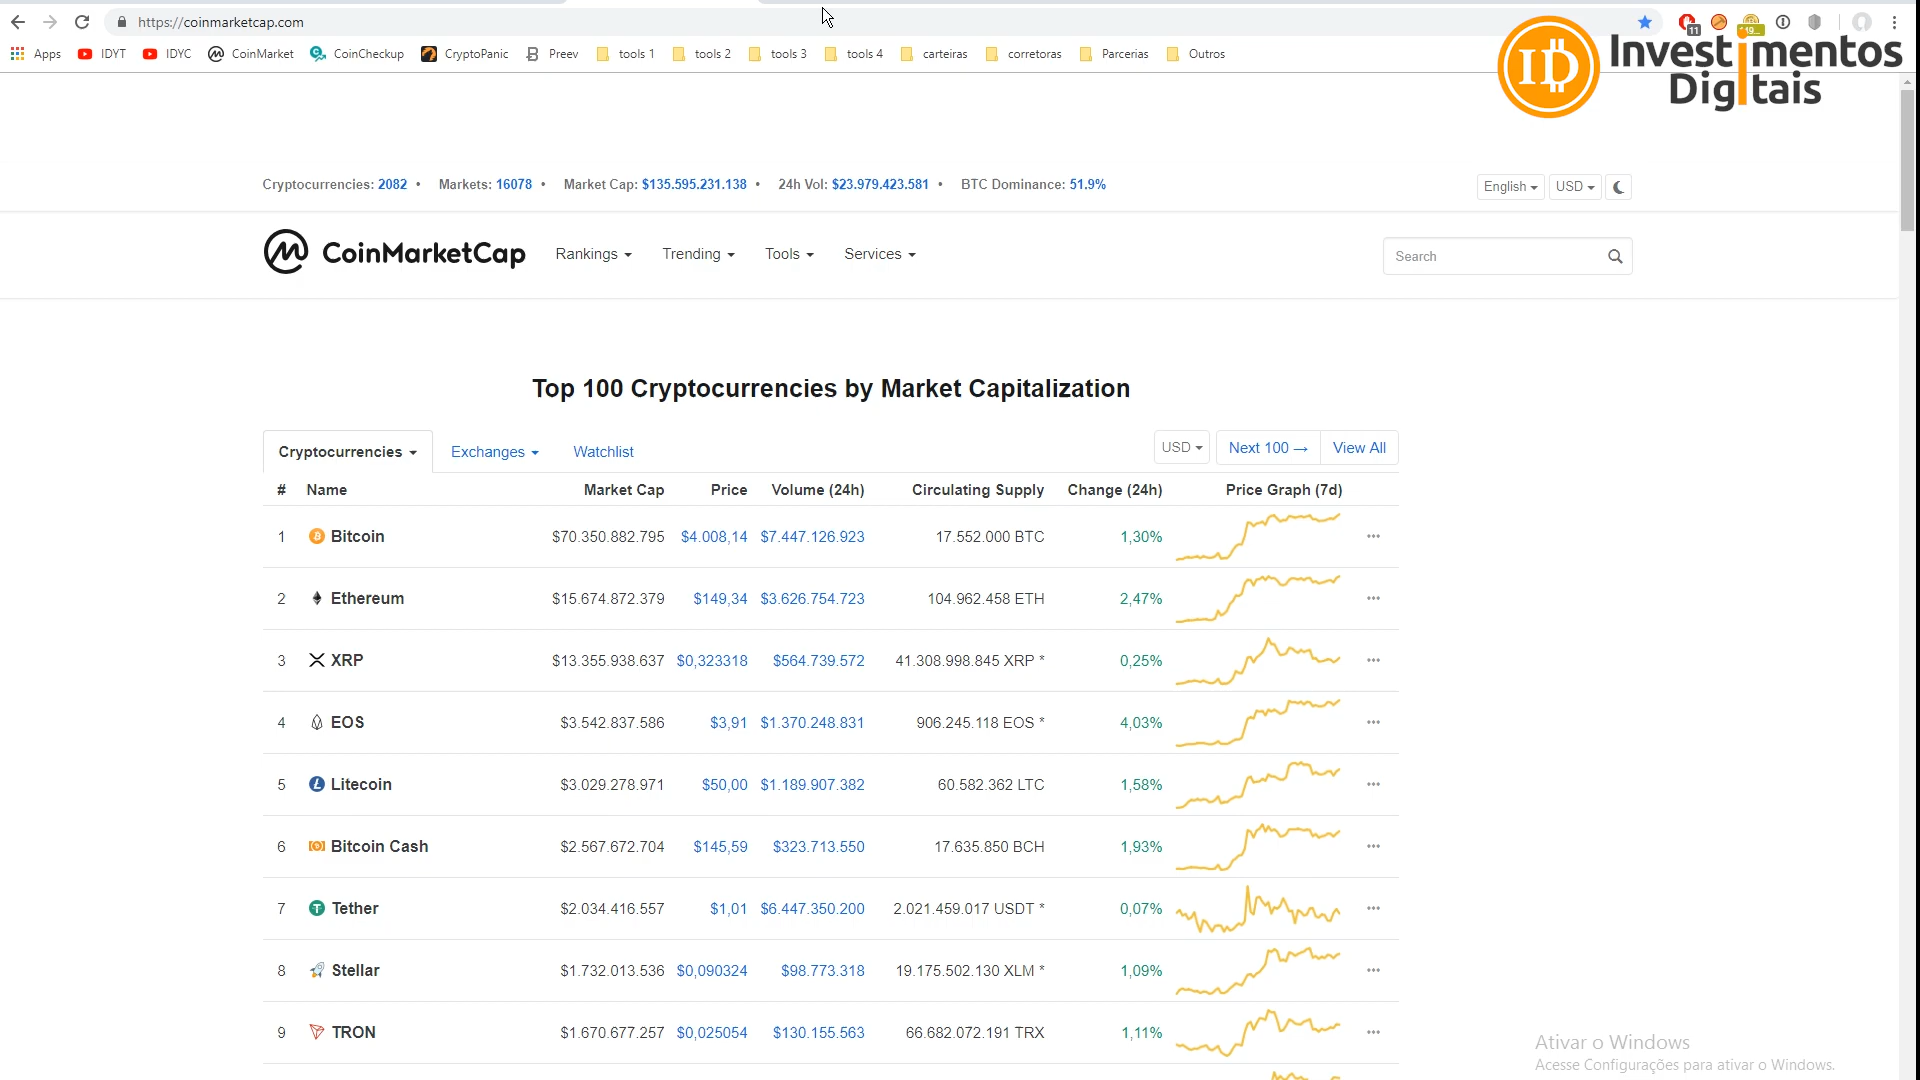 https://coinmarketcap.com
11
Apps IDYT IDYC CoinMarket CoinCheckup CryptoPanic Preev tools 1 tools 2 tools 3 tools 4 carteiras corretoras Parcerias Outros
ID
Investimentos
Digitais
Cryptocurrencies: 2082 • Markets: 16078 • Market Cap: $135.595.231.138 • 24h Vol: $23.979.423.581 • BTC Dominance: 51.9%
English USD
CoinMarketCap Rankings Trending Tools Services Search
Top 100 Cryptocurrencies by Market Capitalization
Cryptocurrencies Exchanges Watchlist USD Next 100 → View All
# Name Market Cap Price Volume (24h) Circulating Supply Change (24h) Price Graph (7d)
1 Bitcoin $70.350.882.795 $4.008,14 $7.447.126.923 17.552.000 BTC 1,30%
2 Ethereum $15.674.872.379 $149,34 $3.626.754.723 104.962.458 ETH 2,47%
3 XRP $13.355.938.637 $0,323318 $564.739.572 41.308.998.845 XRP * 0,25%
4 EOS $3.542.837.586 $3,91 $1.370.248.831 906.245.118 EOS * 4,03%
5 Litecoin $3.029.278.971 $50,00 $1.189.907.382 60.582.362 LTC 1,58%
6 Bitcoin Cash $2.567.672.704 $145,59 $323.713.550 17.635.850 BCH 1,93%
7 Tether $2.034.416.557 $1,01 $6.447.350.200 2.021.459.017 USDT * 0,07%
8 Stellar $1.732.013.536 $0,090324 $98.773.318 19.175.502.130 XLM * 1,09%
9 TRON $1.670.677.257 $0,025054 $130.155.563 66.682.072.191 TRX 1,11%
Ativar o Windows
Acesse Configurações para ativar o Windows.